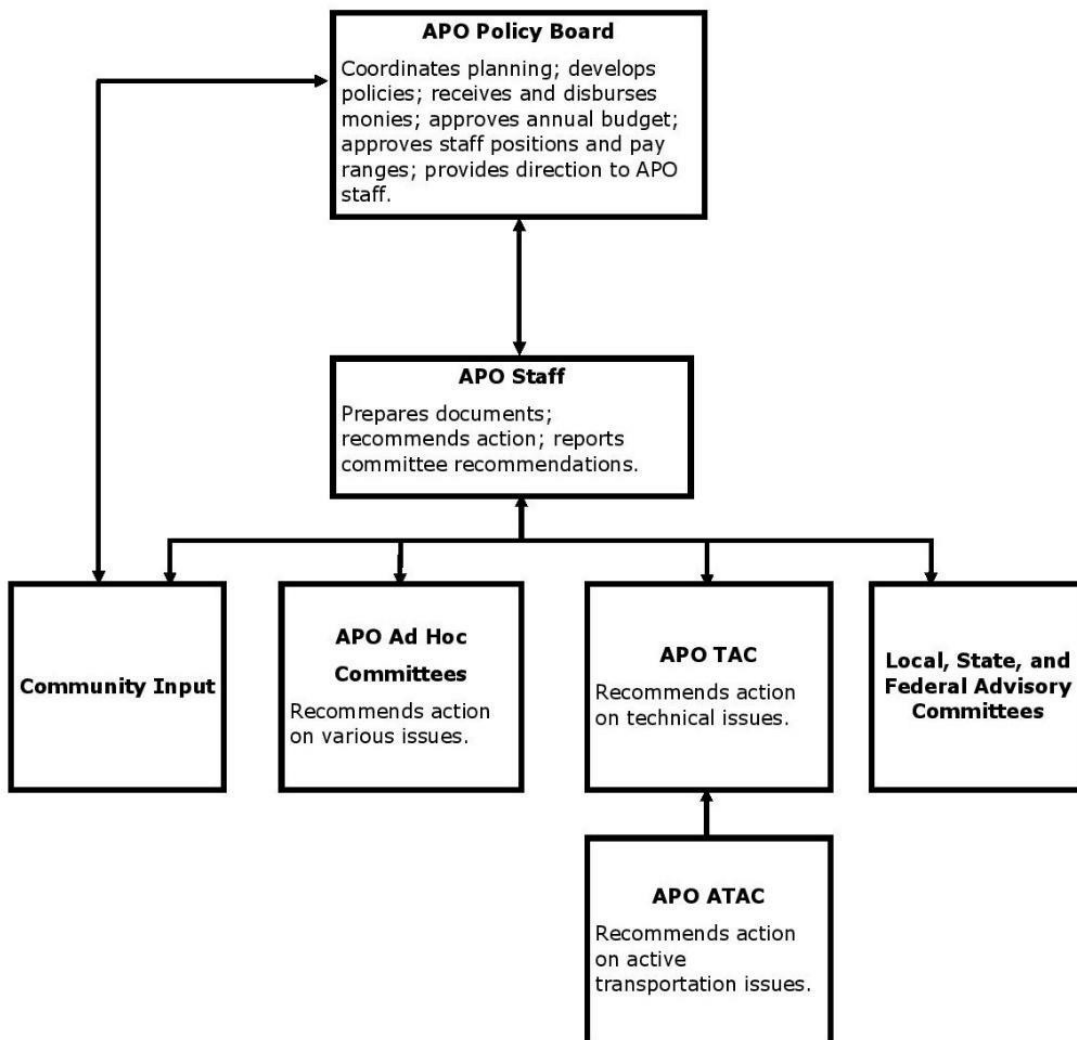 APO Policy Board
Coordinates planning; develops
policies; receives and disburses
monies; approves annual budget;
approves staff positions and pay
ranges; provides direction to APO
staff.
APO Staff
Prepares documents;
recommends action; reports
committee recommendations.
Community Input
APO Ad Hoc
Committees
Recommends action
on various issues.
APO TAC
Recommends action
on technical issues.
Local, State, and
Federal Advisory
Committees
APO ATAC
Recommends action
on active
transportation issues.